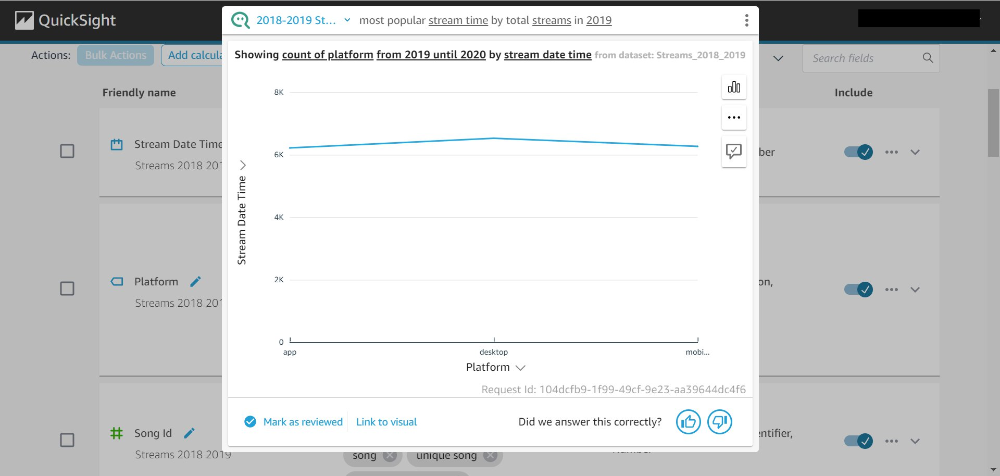 QuickSight
2018-2019 St...
most popular stream time by total streams in 2019
Actions:
Bulk Actions
Add calcula
Showing count of platform from 2019 until 2020 by stream date time from dataset: Streams_2018_2019
Search fields
Friendly name
Include
8K
6K
4K
2K
0
Stream Date Time
app
desktop
mobi...
Platform
Request Id: 104dcfb9-1f99-49cf-9e23-aa39644dc4f6
Mark as reviewed
Link to visual
Did we answer this correctly?
Stream Date Time
Streams 2018 201
ber
Platform
Streams 2018 201
on,
Song Id
Streams 2018 2019
entifier,
song
unique song